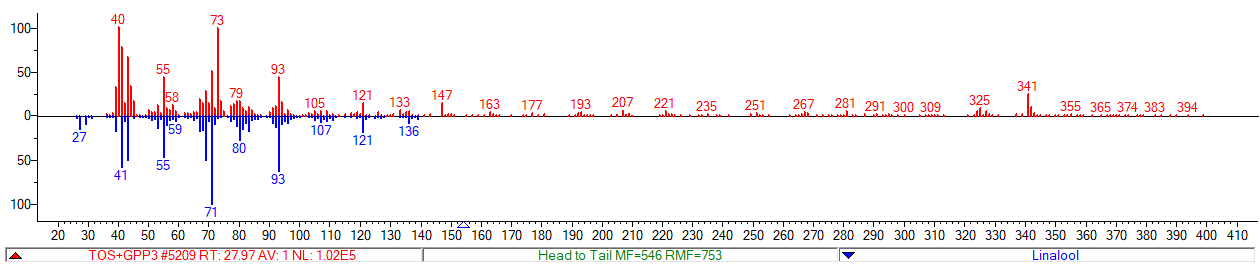 100 40 73
50 55 58 79 93 105 121 133 147 163 177 193 207 221 235 251 267 281 291 300 309 325 341 355 365 374 383 394
0
27 41 55 59 71 80 93 107 121 136
50
100
20 30 40 50 60 70 80 90 100 110 120 130 140 150 160 170 180 190 200 210 220 230 240 250 260 270 280 290 300 310 320 330 340 350 360 370 380 390 400 410
TOS+GPP3 #5209 RT: 27.97 AV: 1 NL: 1.02E5 Head to Tail MF=546 RMF=753 Linalool